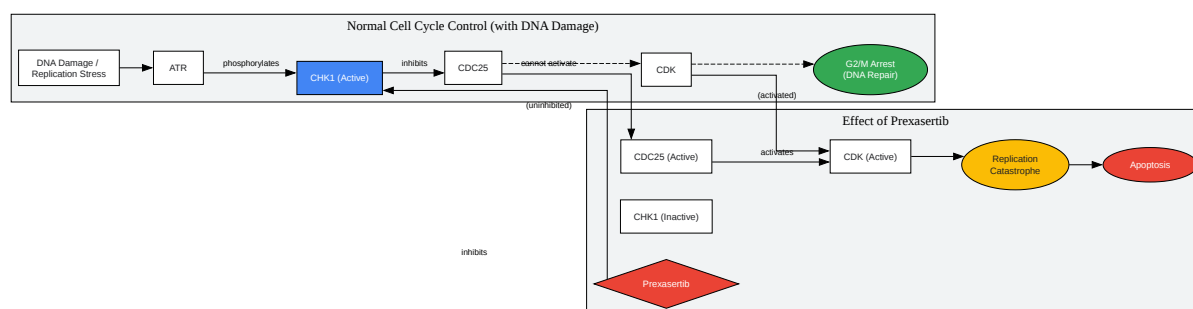 Normal Cell Cycle Control (with DNA Damage)
DNA Damage /
Replication Stress
ATR
phosphorylates
CHK1 (Active)
inhibits
CDC25
cannot activate
CDK
G2/M Arrest
(DNA Repair)
(uninhibited)
(activated)
Effect of Prexasertib
CDC25 (Active)
activates
CDK (Active)
Replication
Catastrophe
Apoptosis
CHK1 (Inactive)
inhibits
Prexasertib